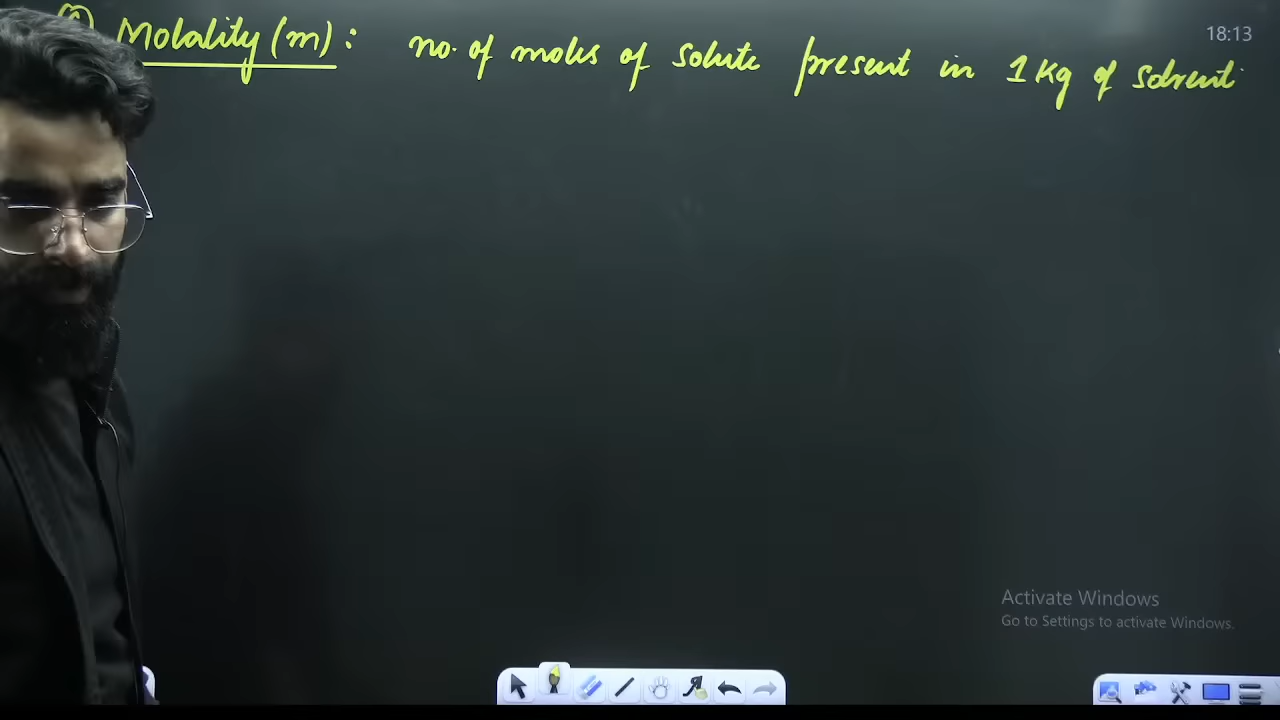 Molality (m) : no. of moles of solute present in 1 Kg of solvent
18:13
Activate Windows
Go to Settings to activate Windows.